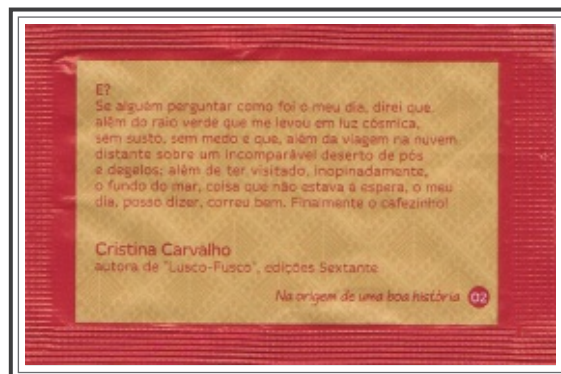 E?
Se alguém perguntar como foi o meu dia, direi que,
além do raio verde que me levou em luz cósmica,
sem susto, sem medo e que, além da viagem na nuvem
distante sobre um incomparável deserto de pós
e degelos; além de ter visitado, inopinadamente,
o fundo do mar, coisa que não estava à espera, o meu
dia, posso dizer, correu bem. Finalmente o cafezinho!
Cristina Carvalho
autora de "Lusco-Fusco", edições Sextante
Na origem de uma boa história 02